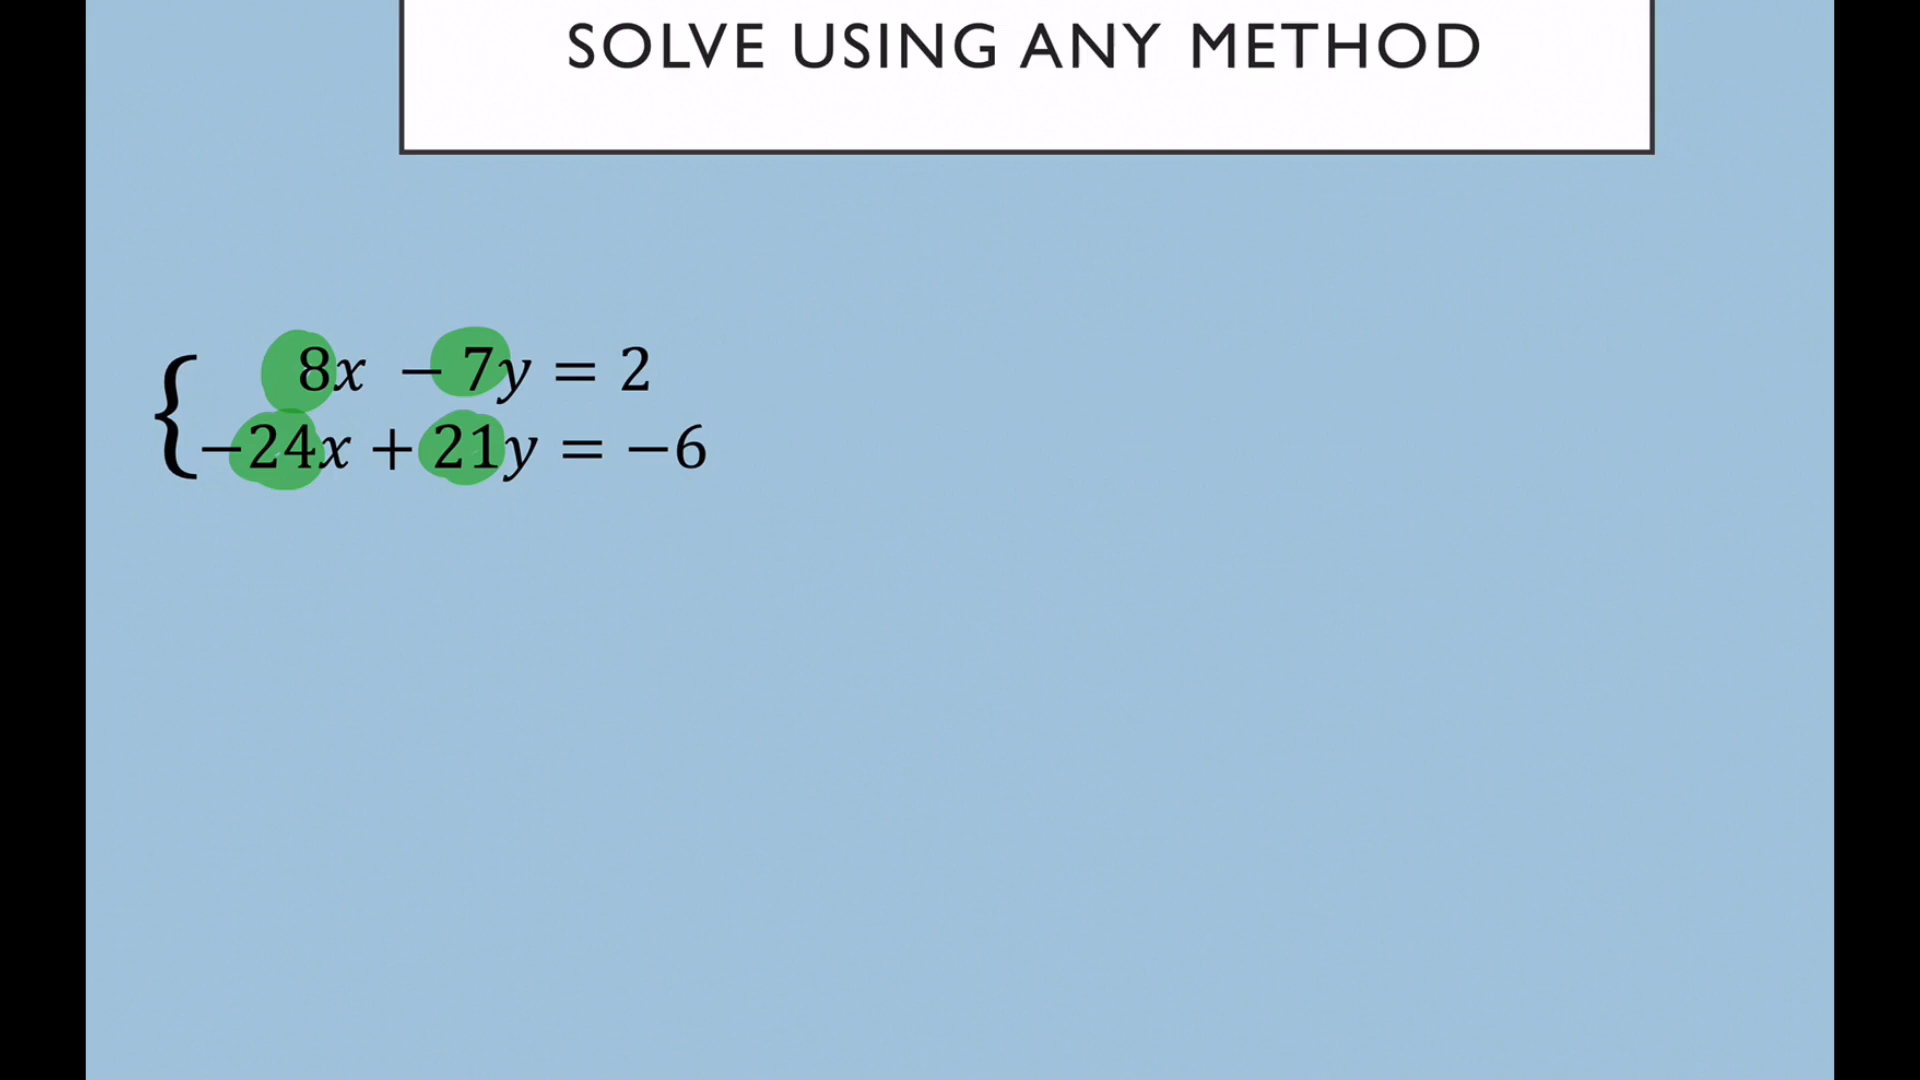 SOLVE USING ANY METHOD
8x − 7y = 2
−24x + 21y = −6